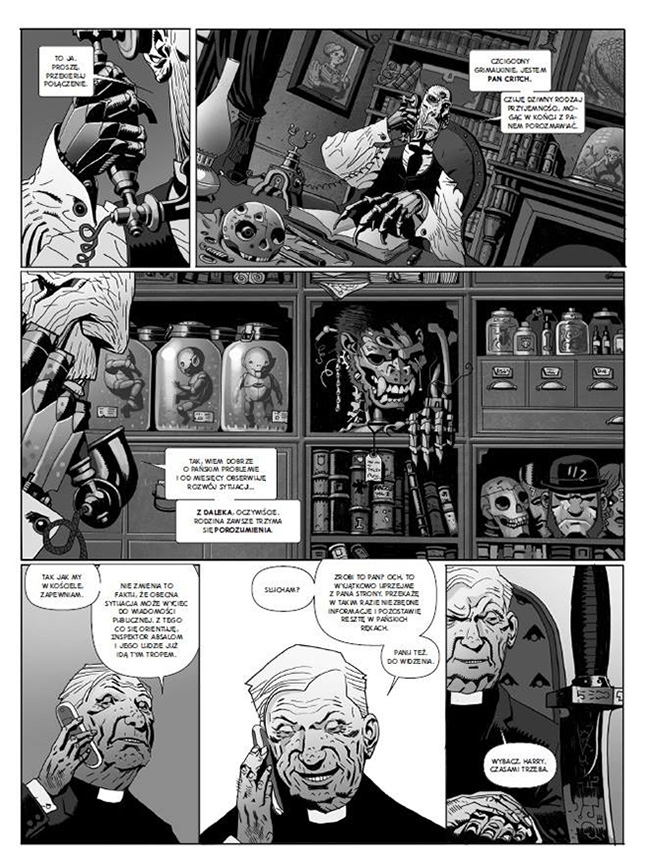 TO JA.
PROSZĘ,
PRZEKIERUJ
POŁĄCZENIE.
CZCIGODNY
GRIMALKINIE, JESTEM
PAN CRITCH.
CZUJĘ DZIWNY RODZAJ
PRZYJEMNOŚCI, MO-
GĄC W KOŃCU Z PA-
NEM POROZMAWIAĆ.
TAK, WIEM DOBRZE
O PAŃSKIM PROBLEMIE
I OD MIESIĘCY OBSERWUJĘ
ROZWÓJ SYTUACJI...
Z DALEKA, OCZYWIŚCIE.
RODZINA ZAWSZE TRZYMA
SIĘ POROZUMIENIA.
TAK JAK MY
W KOŚCIELE,
ZAPEWNIAM.
NIE ZMIENIA TO
FAKTU, ŻE OBECNA
SYTUACJA MOŻE WYCIEC
DO WIADOMOŚCI
PUBLICZNEJ. Z TEGO
CO SIĘ ORIENTUJĘ,
INSPEKTOR ABSALOM
I JEGO LUDZIE JUŻ
IDĄ TYM TROPEM.
SŁUCHAM?
ZROBI TO PAN? OCH, TO
WYJĄTKOWO UPRZEJME
Z PANA STRONY. PRZEKAŻĘ
W TAKIM RAZIE NIEZBĘDNE
INFORMACJE I POZOSTAWIĘ
RESZTĘ W PAŃSKICH
RĘKACH.
PANU TEŻ.
DO WIDZENIA.
WYBACZ, HARRY.
CZASAMI TRZEBA.